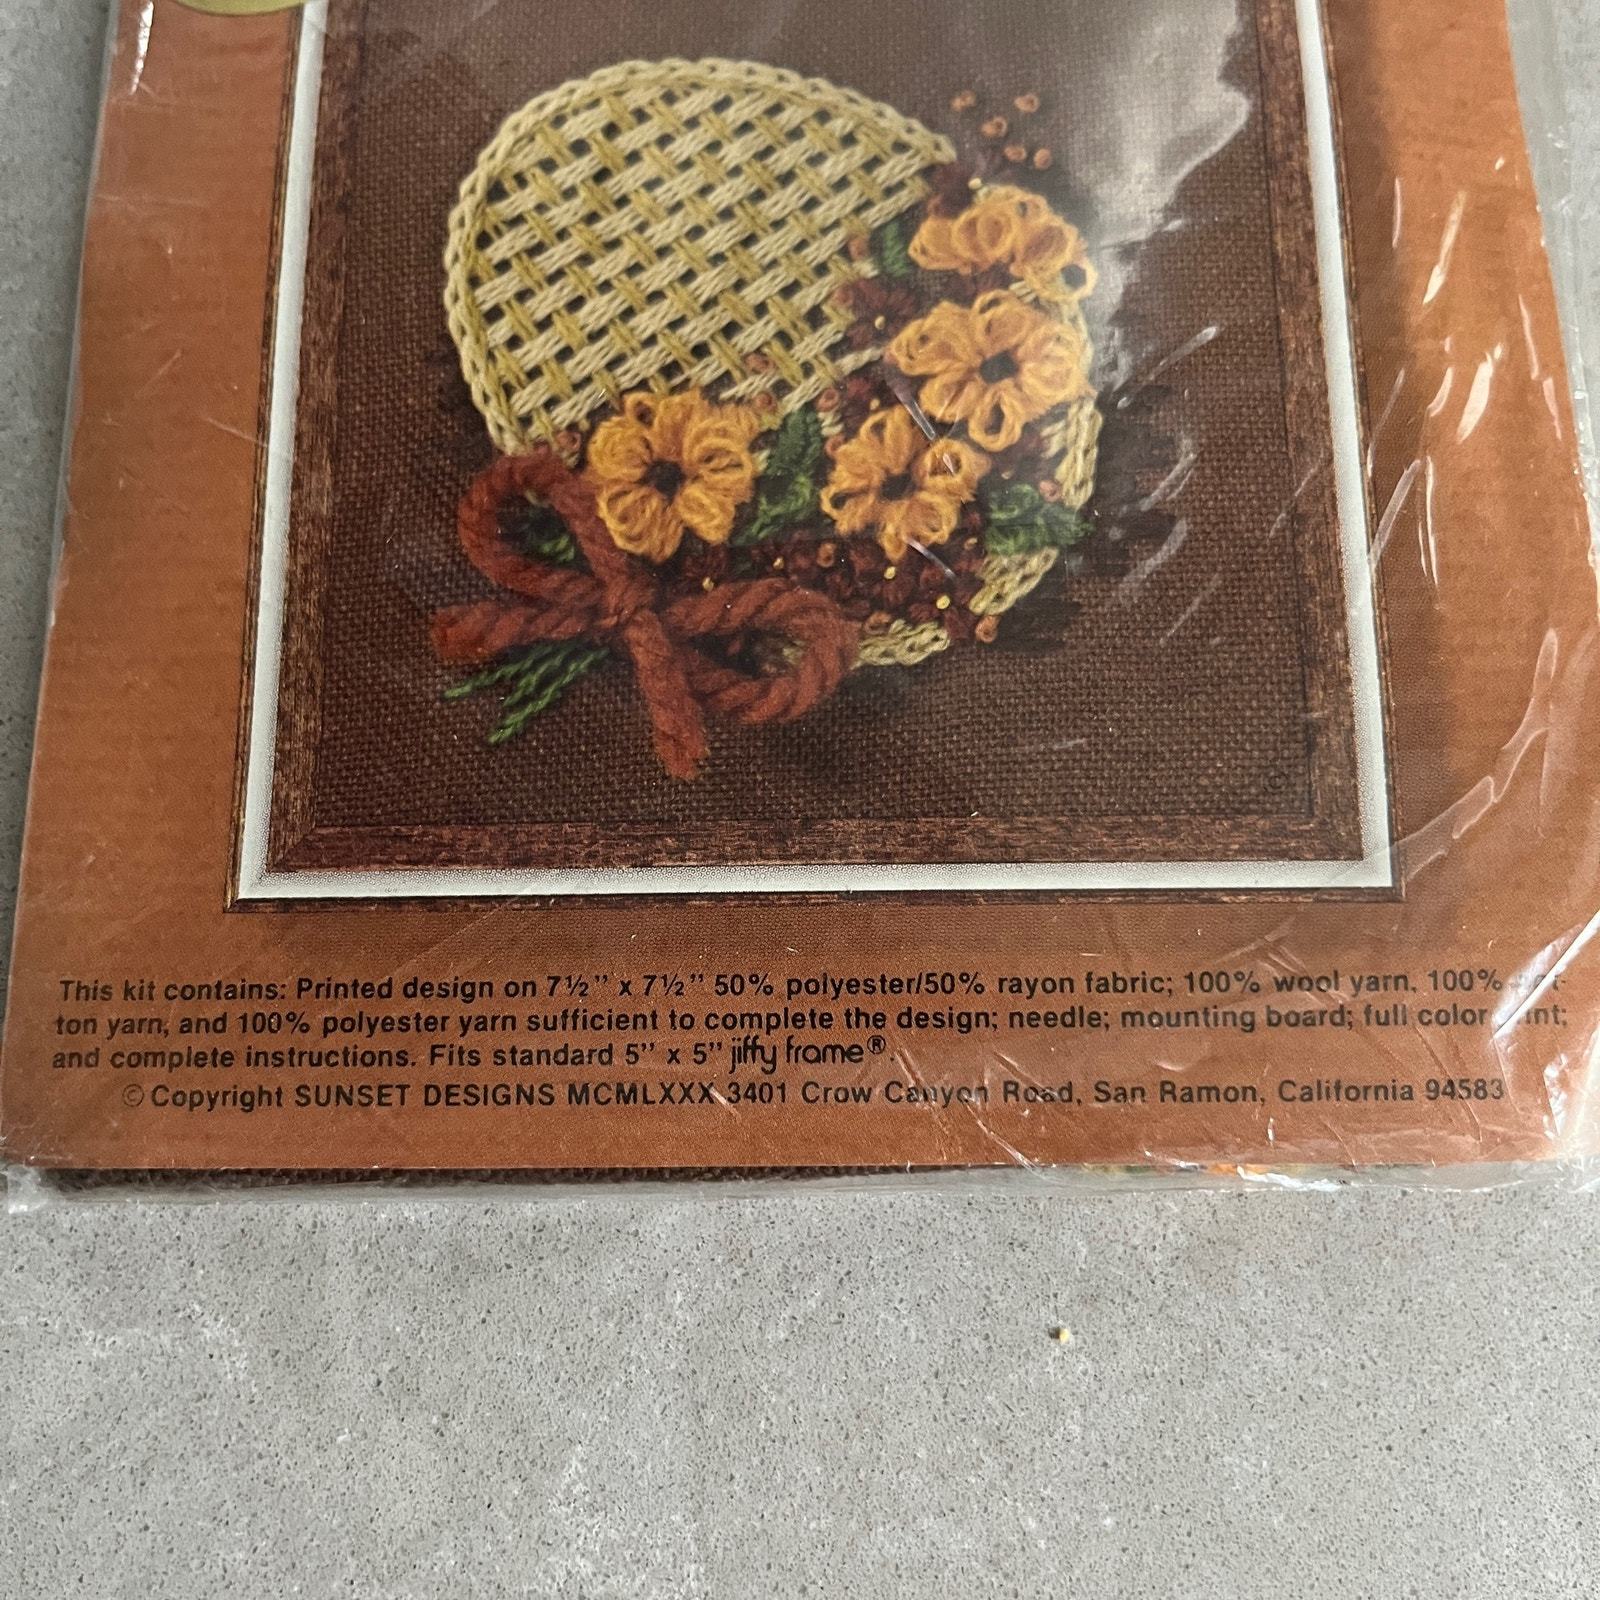 ©
This kit contains: Printed design on 7½" x 7½" 50% polyester/50% rayon fabric; 100% wool yarn, 100%
ton yarn, and 100% polyester yarn sufficient to complete the design; needle; mounting board; full color
and complete instructions. Fits standard 5" x 5" jiffy frame®.
©Copyright SUNSET DESIGNS MCMLXXX 3401 Crow Canyon Road, San Ramon, California 94583